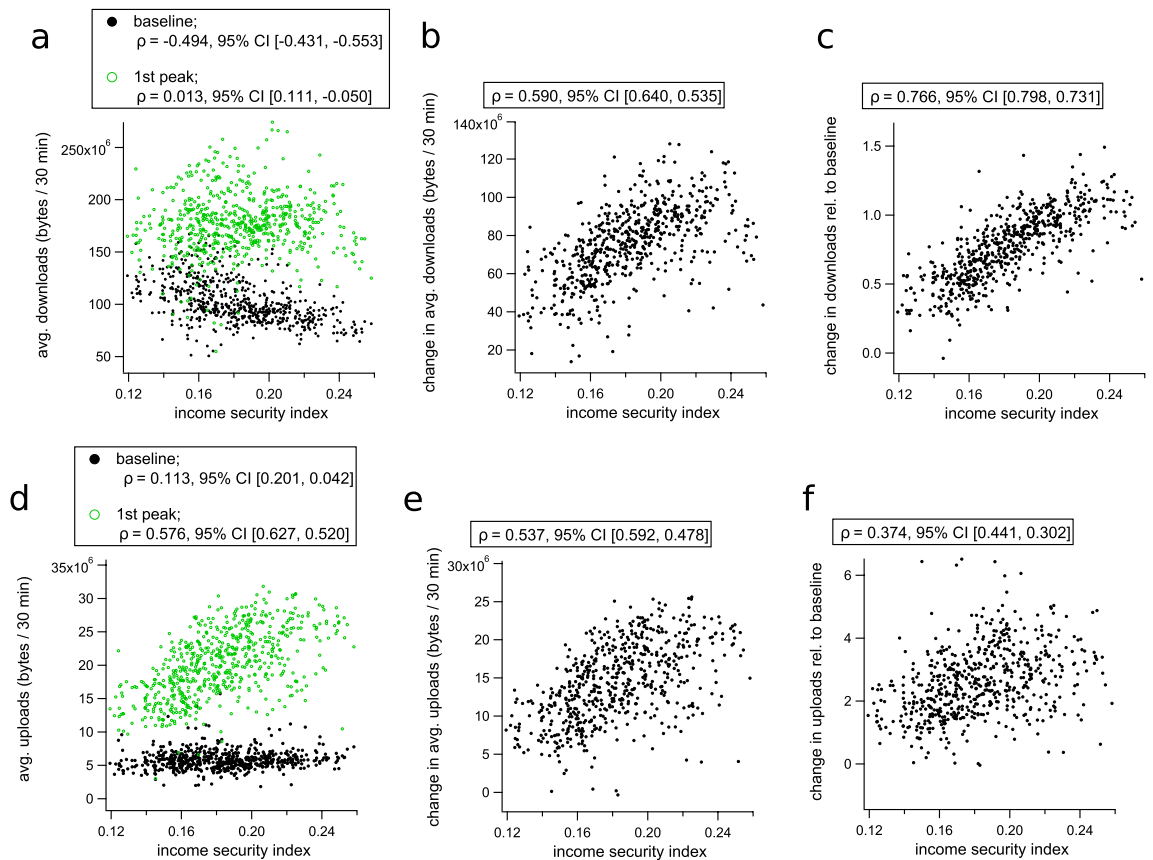 a
baseline;
ρ = -0.494, 95% CI [-0.431, -0.553]
1st peak;
ρ = 0.013, 95% CI [0.111, -0.050]
avg. downloads (bytes / 30 min)
250x10⁶
200
150
100
50
0.12
0.16
0.20
0.24
income security index
b
ρ = 0.590, 95% CI [0.640, 0.535]
change in avg. downloads (bytes / 30 min)
140x10⁶
120
100
80
60
40
20
0.12
0.16
0.20
0.24
income security index
c
ρ = 0.766, 95% CI [0.798, 0.731]
change in downloads rel. to baseline
1.5
1.0
0.5
0.0
0.12
0.16
0.20
0.24
income security index
d
baseline;
ρ = 0.113, 95% CI [0.201, 0.042]
1st peak;
ρ = 0.576, 95% CI [0.627, 0.520]
avg. uploads (bytes / 30 min)
35x10⁶
30
25
20
15
10
5
0
0.12
0.16
0.20
0.24
income security index
e
ρ = 0.537, 95% CI [0.592, 0.478]
change in avg. uploads (bytes / 30 min)
30x10⁶
25
20
15
10
5
0
0.12
0.16
0.20
0.24
income security index
f
ρ = 0.374, 95% CI [0.441, 0.302]
change in uploads rel. to baseline
6
4
2
0
0.12
0.16
0.20
0.24
income security index